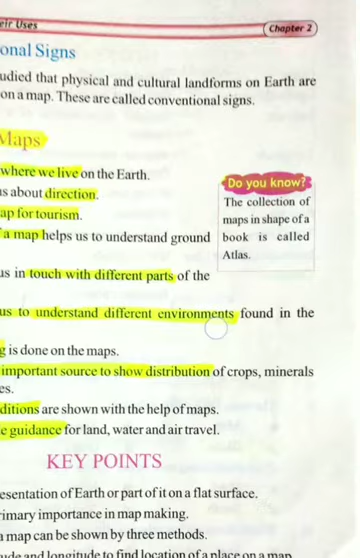 eir Uses
Chapter 2
onal Signs
udied that physical and cultural landforms on Earth are
on a map. These are called conventional signs.
Maps
where we live on the Earth.
us about direction.
ap for tourism.
a map helps us to understand ground
us in touch with different parts of the
us to understand different environments found in the
g is done on the maps.
important source to show distribution of crops, minerals
es.
ditions are shown with the help of maps.
e guidance for land, water and air travel.
Do you know?
The collection of
maps in shape of a
book is called
Atlas.
KEY POINTS
esentation of Earth or part of it on a flat surface.
rimary importance in map making.
a map can be shown by three methods.
ude and longitude to find location of a place on a map